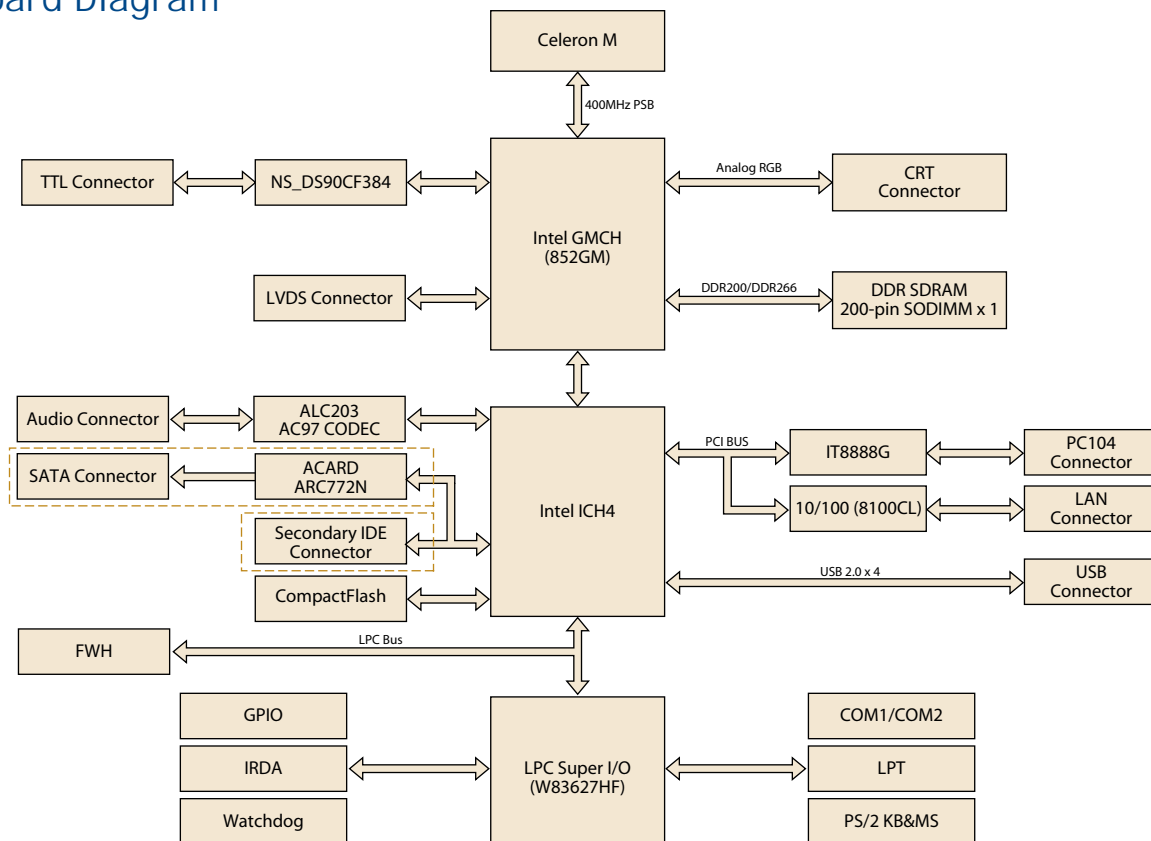 ard Diagram
Celeron M
400MHz PSB
TTL Connector
NS_DS90CF384
Analog RGB
CRT
Connector
Intel GMCH
(852GM)
LVDS Connector
DDR200/DDR266
DDR SDRAM
200-pin SODIMM x 1
Audio Connector
ALC203
AC97 CODEC
PCI BUS
IT8888G
PC104
Connector
SATA Connector
ACARD
ARC772N
Intel ICH4
10/100 (8100CL)
LAN
Connector
Secondary IDE
Connector
USB 2.0 x 4
USB
Connector
CompactFlash
FWH
LPC Bus
GPIO
COM1/COM2
IRDA
LPC Super I/O
(W83627HF)
LPT
Watchdog
PS/2 KB&MS